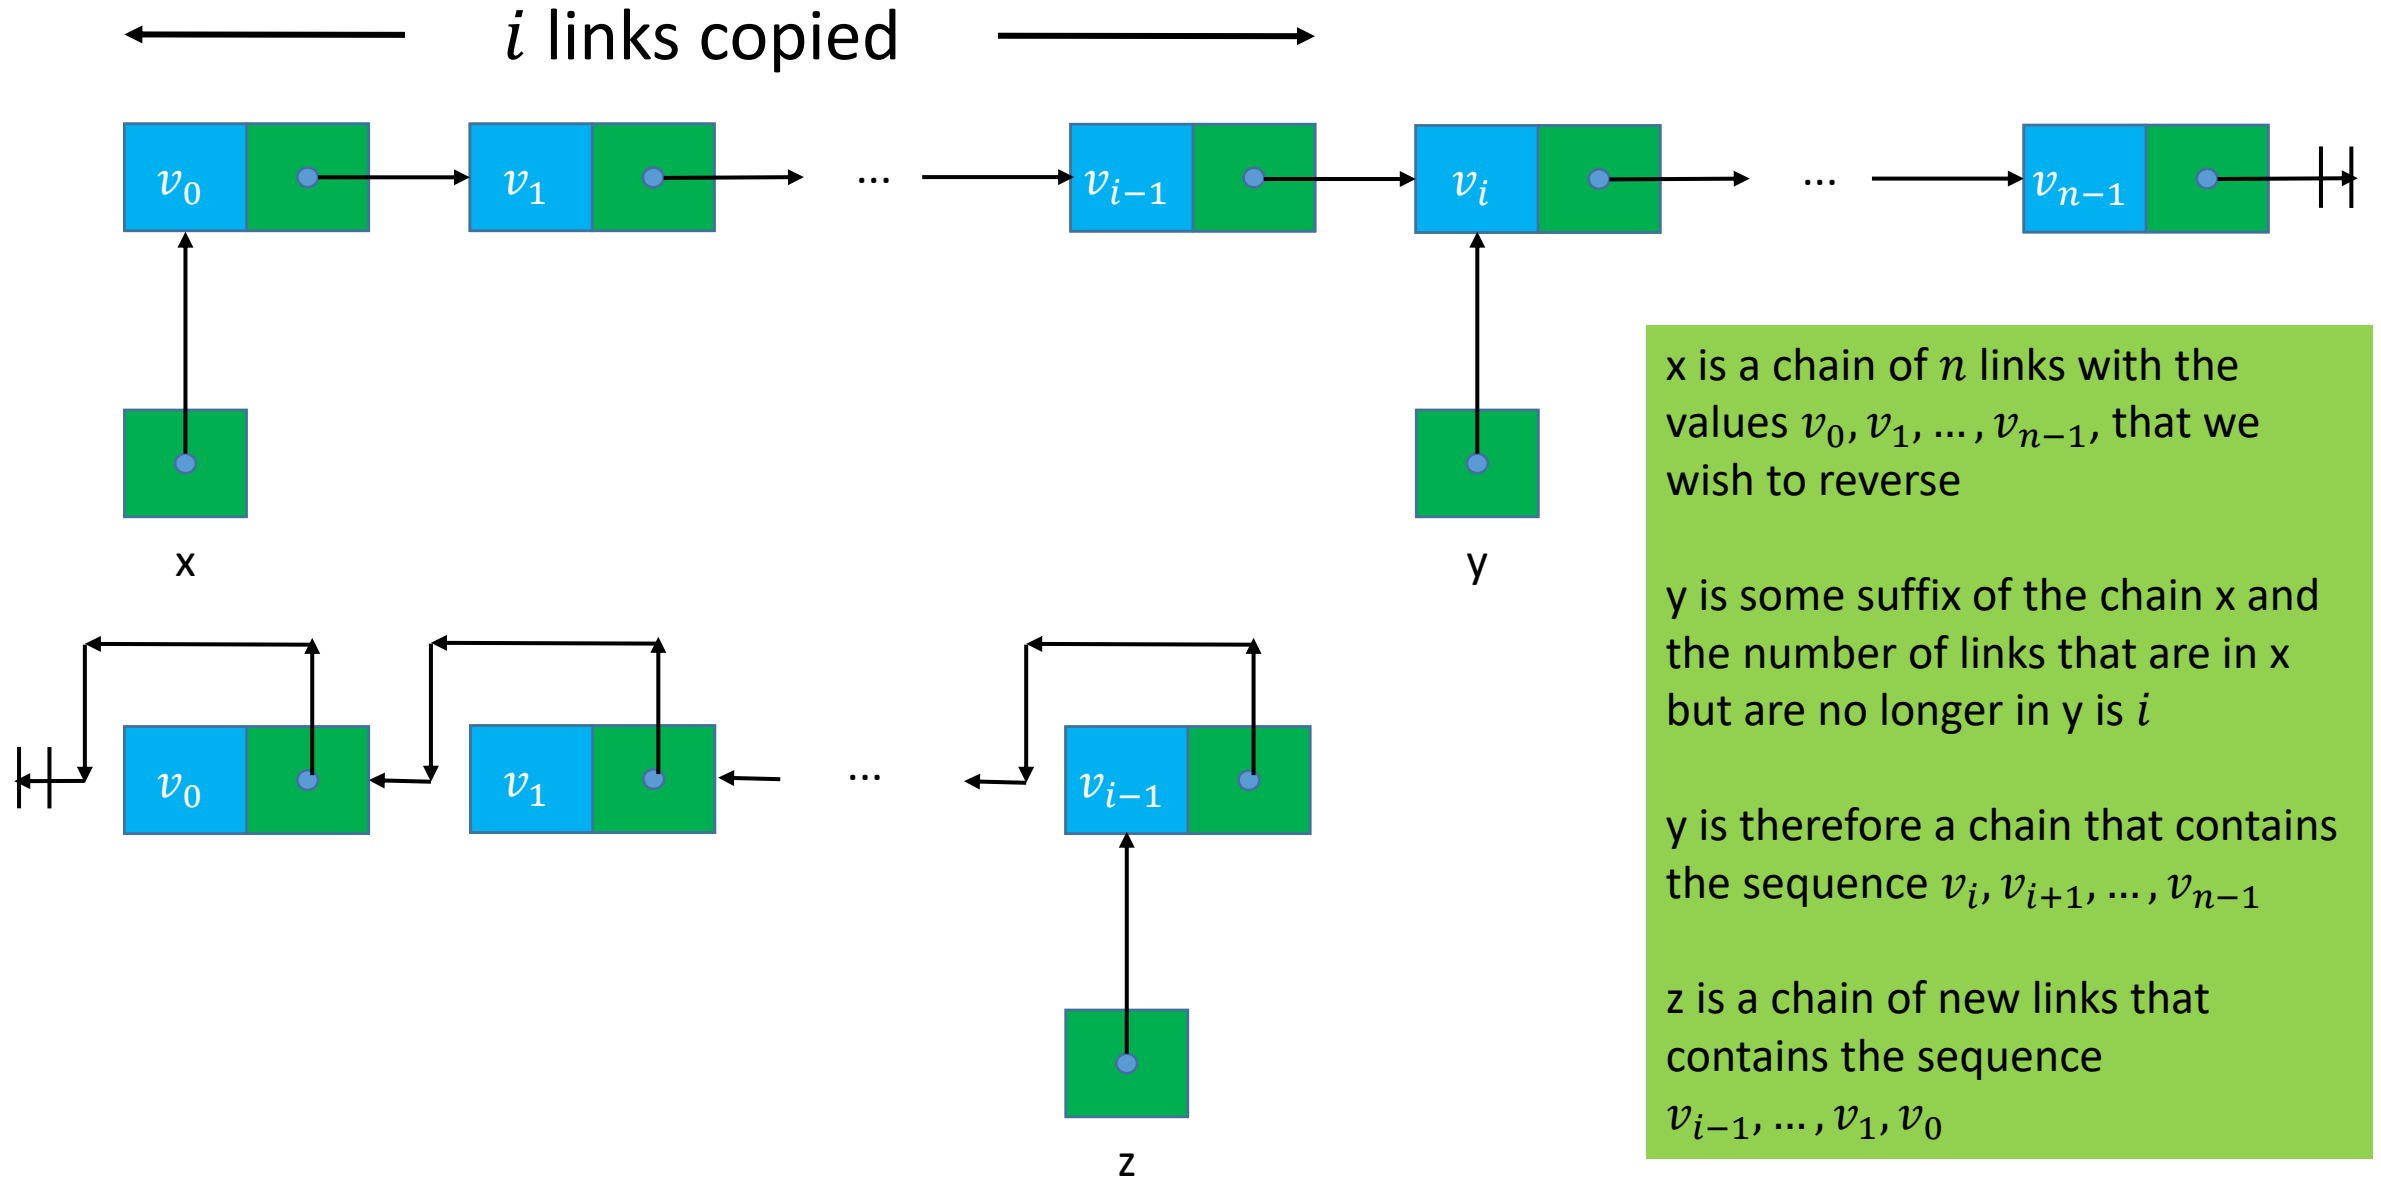 𝑖 links copied
𝑣₀ 𝑣₁ ... 𝑣ᵢ₋₁ 𝑣ᵢ ... 𝑣ₙ₋₁
x y
𝑣₀ 𝑣₁ ... 𝑣ᵢ₋₁
z
x is a chain of 𝑛 links with the
values 𝑣₀, 𝑣₁, … , 𝑣ₙ₋₁, that we
wish to reverse
y is some suffix of the chain x and
the number of links that are in x
but are no longer in y is 𝑖
y is therefore a chain that contains
the sequence 𝑣ᵢ, 𝑣ᵢ₊₁, … , 𝑣ₙ₋₁
z is a chain of new links that
contains the sequence
𝑣ᵢ₋₁, … , 𝑣₁, 𝑣₀